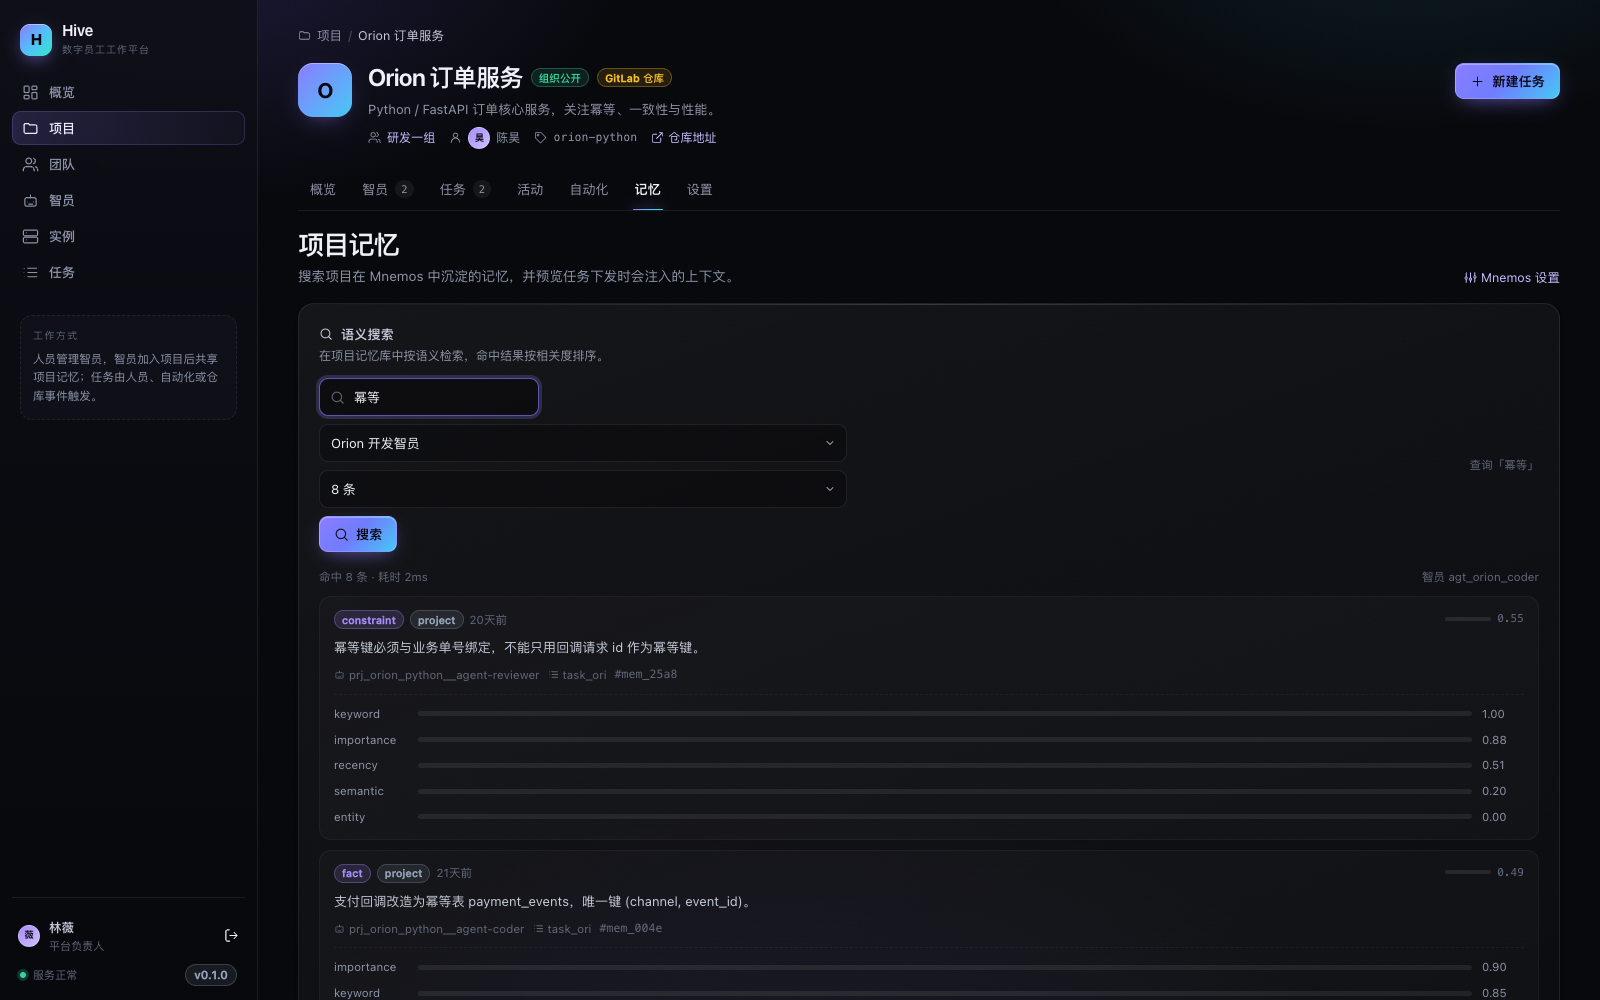 H
Hive
数字员工工作平台
概览
项目
团队
智员
实例
任务
工作方式
人员管理智员，智员加入项目后共享
项目记忆；任务由人员、自动化或仓
库事件触发。
薇
林薇
平台负责人
服务正常
v0.1.0
项目 / Orion 订单服务
O
Orion 订单服务
组织公开
GitLab 仓库
Python / FastAPI 订单核心服务，关注幂等、一致性与性能。
研发一组
昊
陈昊
orion-python
仓库地址
新建任务
概览
智员 2
任务 2
活动
自动化
记忆
设置
项目记忆
搜索项目在 Mnemos 中沉淀的记忆，并预览任务下发时会注入的上下文。
Mnemos 设置
语义搜索
在项目记忆库中按语义检索，命中结果按相关度排序。
幂等
Orion 开发智员
查询「幂等」
8 条
搜索
命中 8 条 · 耗时 2ms
智员 agt_orion_coder
constraint project 20天前
0.55
幂等键必须与业务单号绑定，不能只用回调请求 id 作为幂等键。
prj_orion_python__agent-reviewer task_ori #mem_25a8
keyword 1.00
importance 0.88
recency 0.51
semantic 0.20
entity 0.00
fact project 21天前
0.49
支付回调改造为幂等表 payment_events，唯一键 (channel, event_id)。
prj_orion_python__agent-coder task_ori #mem_004e
importance 0.90
keyword 0.85